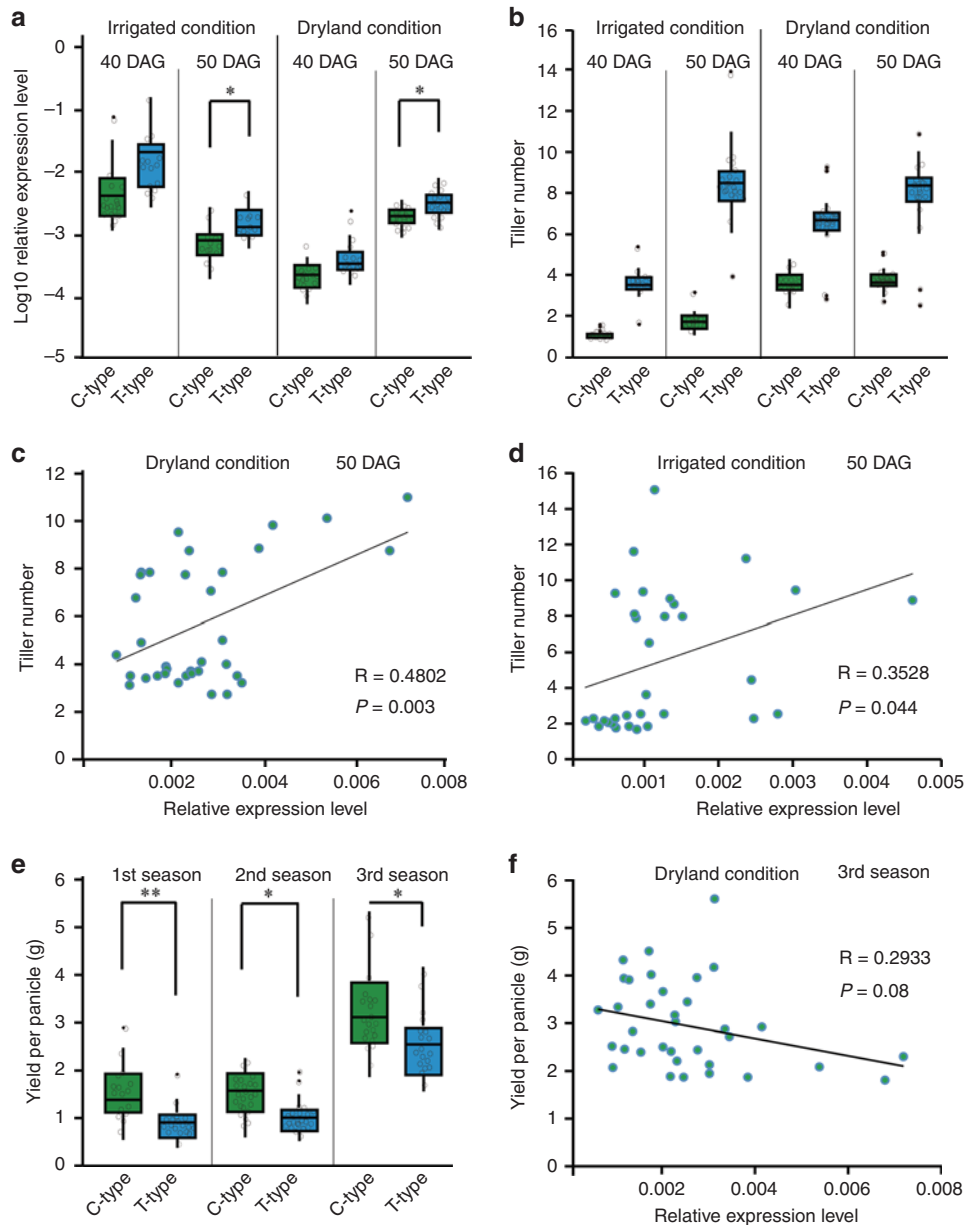 a
Irrigated condition Dryland condition
40 DAG 50 DAG 40 DAG 50 DAG
* *
Log10 relative expression level
0
−1
−2
−3
−4
−5
C-type T-type C-type T-type C-type T-type C-type T-type
b
Irrigated condition Dryland condition
40 DAG 50 DAG 40 DAG 50 DAG
Tiller number
16
14
12
10
8
6
4
2
0
C-type T-type C-type T-type C-type T-type C-type T-type
c
Dryland condition 50 DAG
Tiller number
12
10
8
6
4
2
0
R = 0.4802
P = 0.003
0.002 0.004 0.006 0.008
Relative expression level
d
Irrigated condition 50 DAG
Tiller number
16
14
12
10
8
6
4
2
0
R = 0.3528
P = 0.044
0.001 0.002 0.003 0.004 0.005
Relative expression level
e
1st season 2nd season 3rd season
** * *
Yield per panicle (g)
6
5
4
3
2
1
0
C-type T-type C-type T-type C-type T-type
f
Dryland condition 3rd season
Yield per panicle (g)
6
5
4
3
2
1
0
R = 0.2933
P = 0.08
0.002 0.004 0.006 0.008
Relative expression level